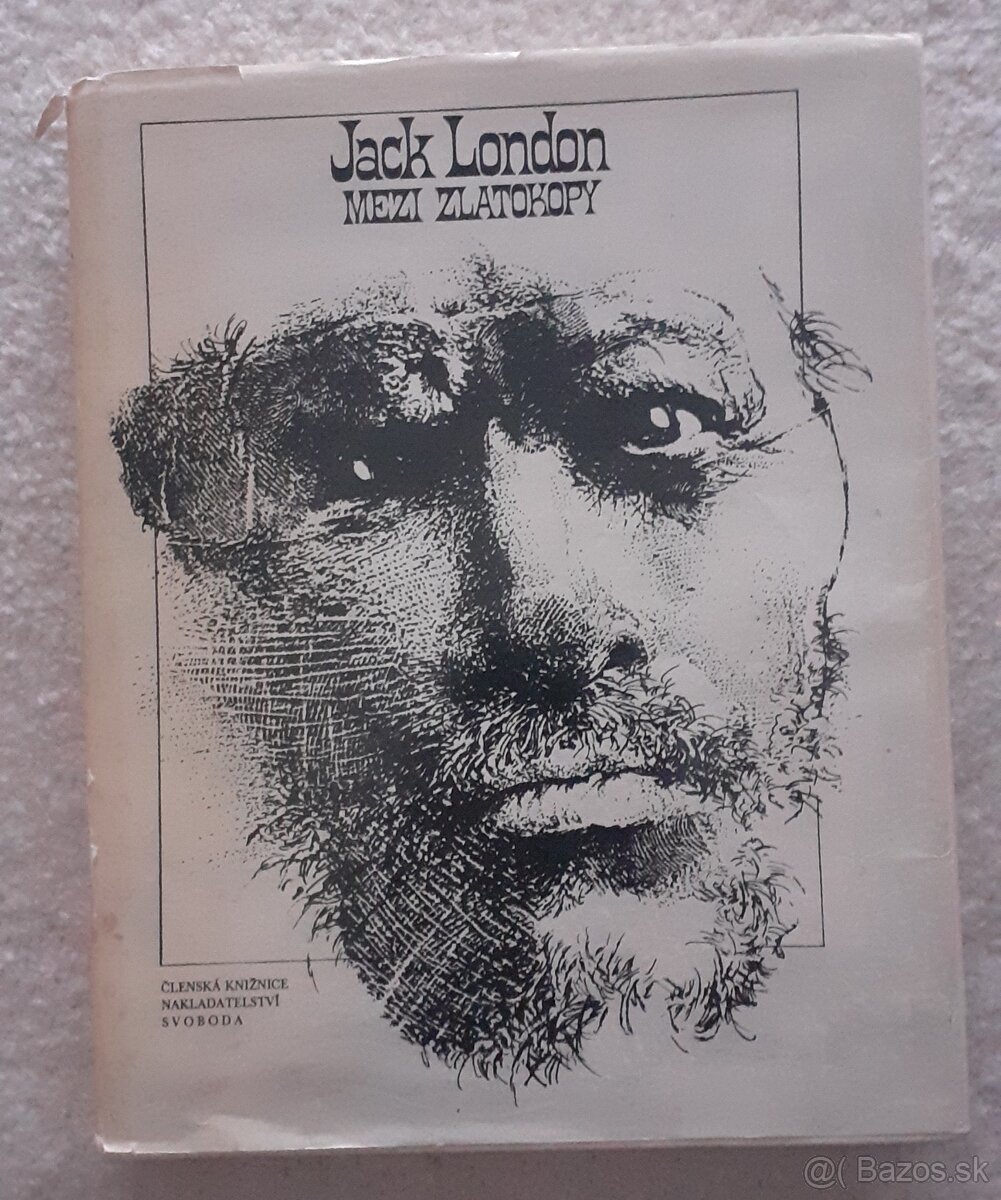 Jack London
MEZI ZLATOKOPY
ČLENSKÁ KNIŽNICE
NAKLADATELSTVÍ
SVOBODA
@( Bazos.sk